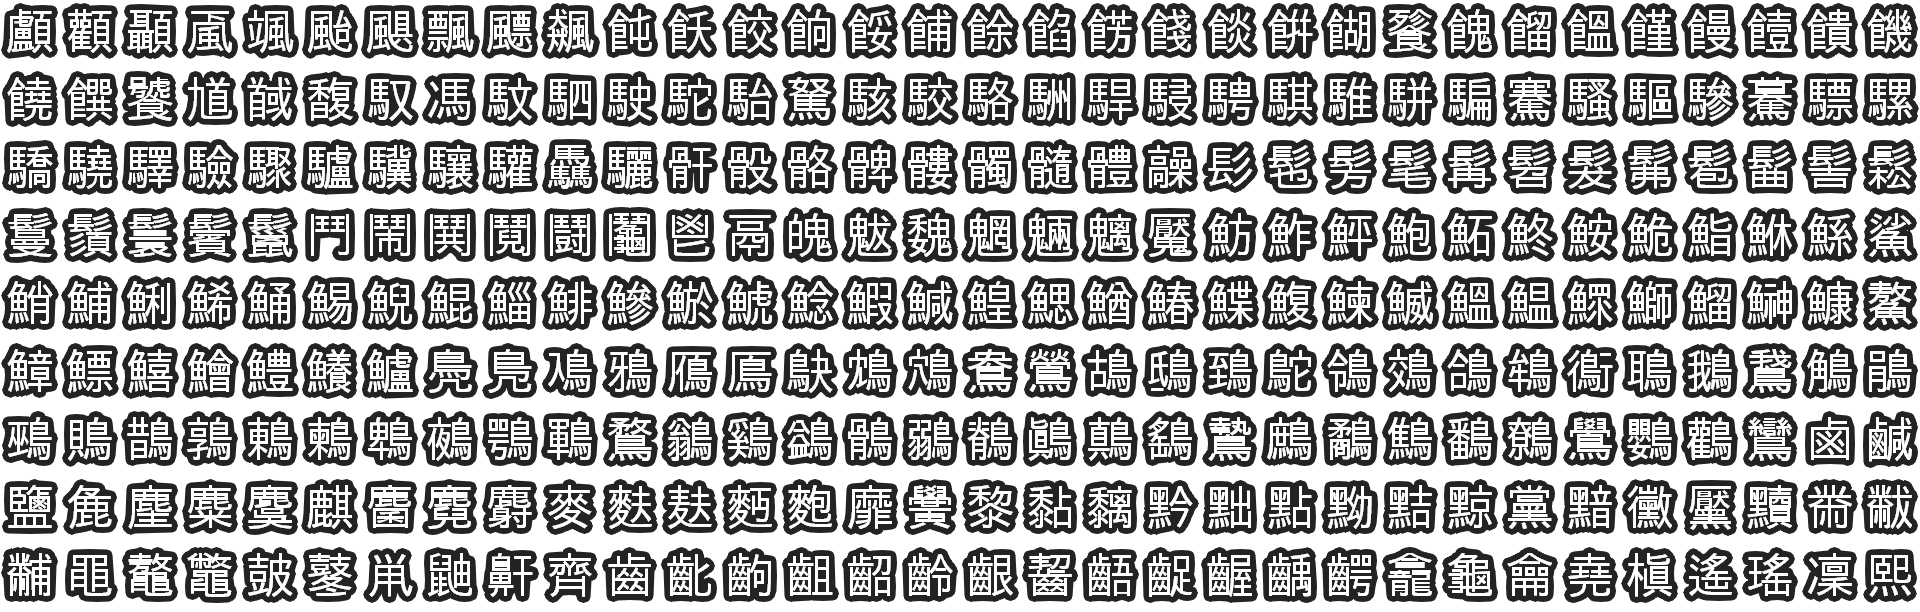 顱顴顳颪颯颱颶飄飃飆飩飫餃餉餒餔餘餡餝餞餤餠餬餮餽餾饂饉饅饐饋饑
饒饌饕馗馘馥馭馮馼駟駛駝駘駑駭駮駱駲駻駸騁騏騅駢騙騫騷驅驂驀驃騾
驕驍驛驗驟驢驥驤驩驫驪骭骰骼髀髏髑髓體髞髟髢髣髦髯髫髮髴髱髷髻鬆
鬘鬚鬟鬢鬣鬥鬧鬨鬩鬪鬮鬯鬲魄魃魏魍魎魑魘魴鮓鮃鮑鮖鮗鮟鮠鮨鮴鯀鯊
鮹鯆鯏鯑鯒鯣鯢鯤鯔鯡鰺鯲鯱鯰鰕鰔鰉鰓鰌鰆鰈鰒鰊鰄鰮鰛鰥鰤鰡鰰鱇鰲
鱆鰾鱚鱠鱧鱶鱸鳧鳬鳰鴉鴈鳫鴃鴆鴪鴦鶯鴣鴟鵄鴕鴒鵁鴿鴾鵆鵈鵝鵞鵤鵑
鵐鵙鵲鶉鶇鶫鵯鵺鶚鶤鶩鶲鷄鷁鶻鶸鶺鷆鷏鷂鷙鷓鷸鷦鷭鷯鷽鸚鸛鸞鹵鹹
鹽麁麈麋麌麒麕麑麝麥麩麸麪麭靡黌黎黏黐黔黜點黝黠黥黨黯黴黶黷黹黻
黼黽鼇鼈皷鼕鼡鼬鼾齊齒齔齣齟齠齡齦齧齬齪齷齲齶龕龜龠堯槇遙瑤凜熙